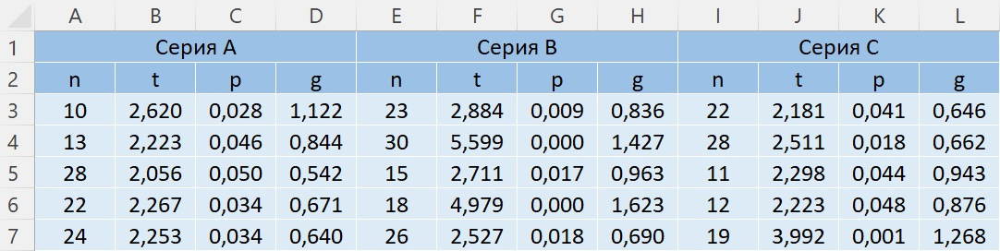 A B C D E F G H I J K L
1 Серия A Серия B Серия C
2 n t p g n t p g n t p g
3 10 2,620 0,028 1,122 23 2,884 0,009 0,836 22 2,181 0,041 0,646
4 13 2,223 0,046 0,844 30 5,599 0,000 1,427 28 2,511 0,018 0,662
5 28 2,056 0,050 0,542 15 2,711 0,017 0,963 11 2,298 0,044 0,943
6 22 2,267 0,034 0,671 18 4,979 0,000 1,623 12 2,223 0,048 0,876
7 24 2,253 0,034 0,640 26 2,527 0,018 0,690 19 3,992 0,001 1,268